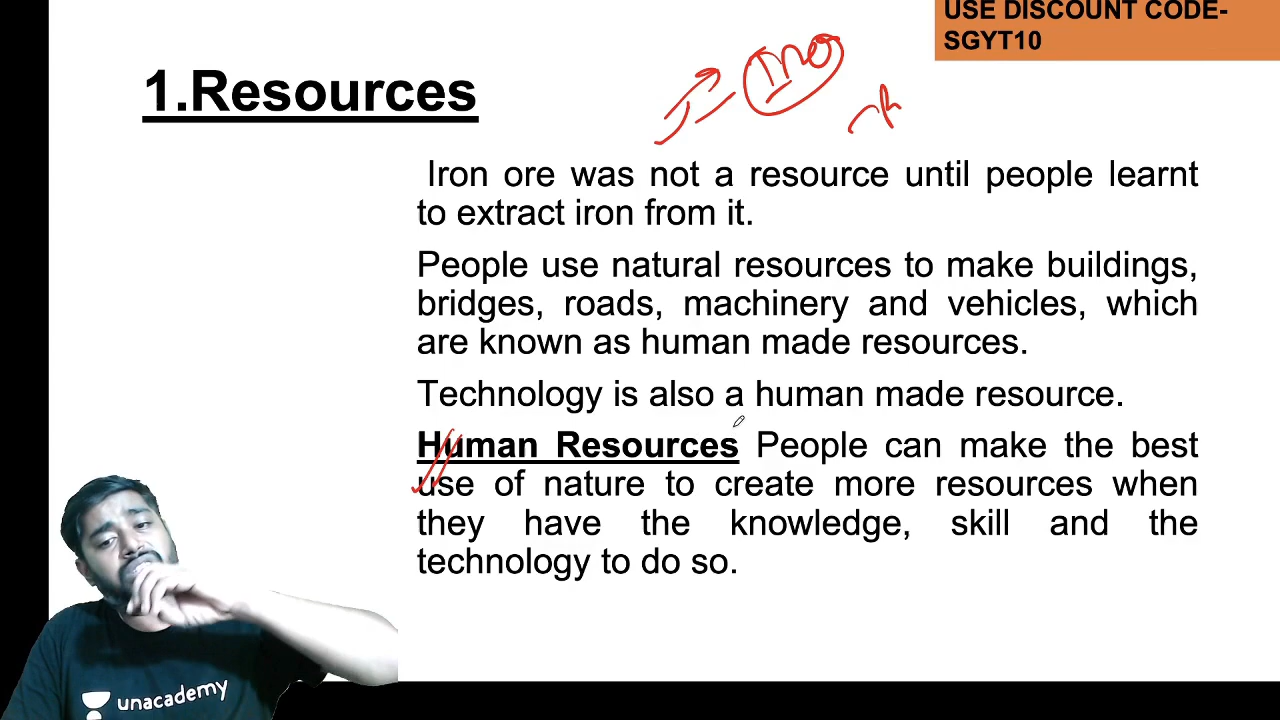 USE DISCOUNT CODE-
SGYT10
1.Resources
Iron ore was not a resource until people learnt
to extract iron from it.
People use natural resources to make buildings,
bridges, roads, machinery and vehicles, which
are known as human made resources.
Technology is also a human made resource.
Human Resources People can make the best
use of nature to create more resources when
they have the knowledge, skill and the
technology to do so.
unacademy